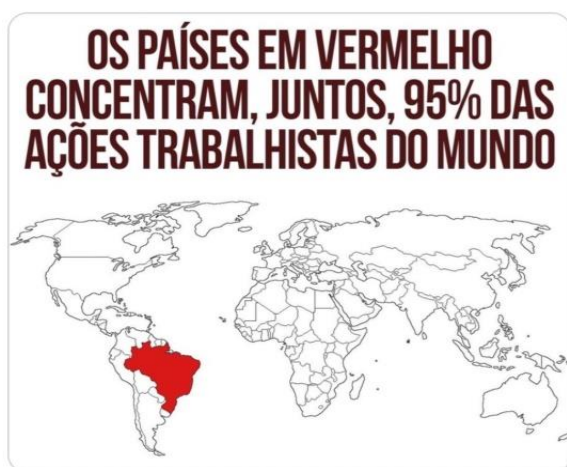 OS PAÍSES EM VERMELHO
CONCENTRAM, JUNTOS, 95% DAS
AÇÕES TRABALHISTAS DO MUNDO